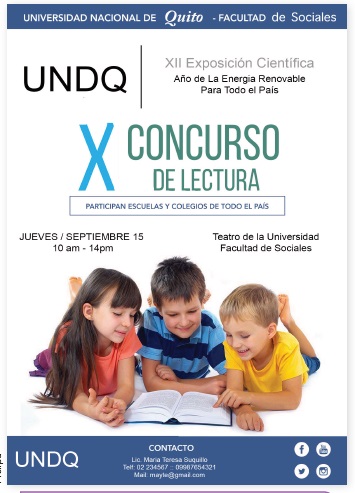 UNIVERSIDAD NACIONAL DE Quito - FACULTAD de Sociales
UNDQ
XII Exposición Científica
Año de La Energia Renovable
Para Todo el País
X CONCURSO
DE LECTURA
PARTICIPAN ESCUELAS Y COLEGIOS DE TODO EL PAÍS
JUEVES / SEPTIEMBRE 15
10 am - 14pm
Teatro de la Universidad
Facultad de Sociales
UNDQ
CONTACTO
Lic. Maria Teresa Suquillo
Telf: 02 234567 :: 09987654321
Mail: mayte@gmail.com